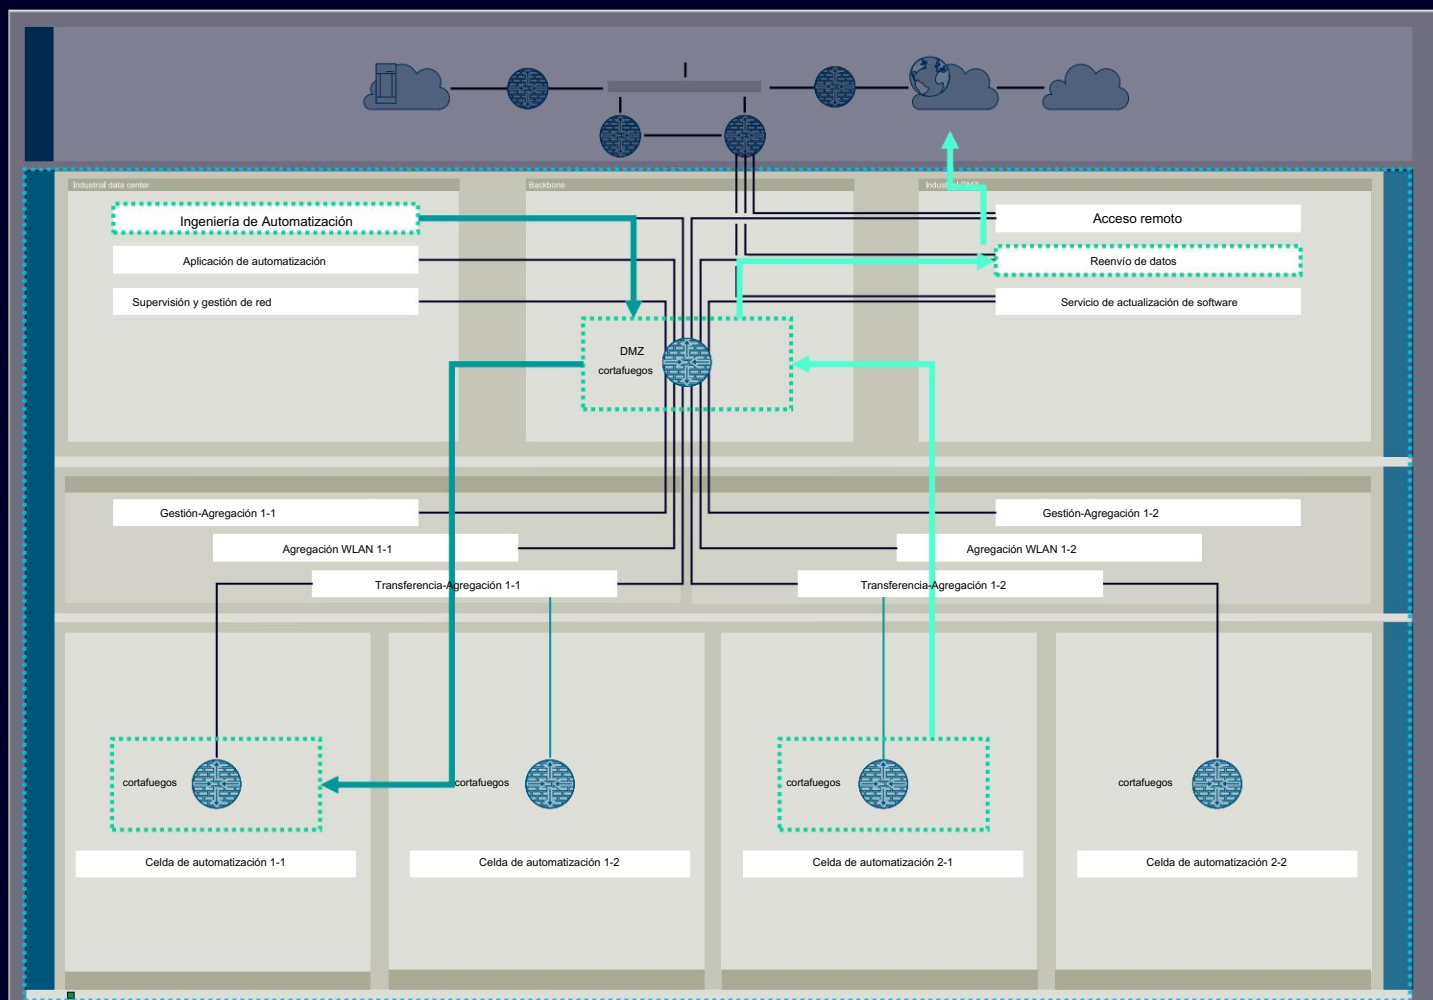 Industrial data center
Backbone
Industrial DMZ
Ingeniería de Automatización
Acceso remoto
Aplicación de automatización
Reenvío de datos
Supervisión y gestión de red
Servicio de actualización de software
DMZ
cortafuegos
Gestión-Agregación 1-1
Gestión-Agregación 1-2
Agregación WLAN 1-1
Agregación WLAN 1-2
Transferencia-Agregación 1-1
Transferencia-Agregación 1-2
cortafuegos
cortafuegos
cortafuegos
cortafuegos
Celda de automatización 1-1
Celda de automatización 1-2
Celda de automatización 2-1
Celda de automatización 2-2